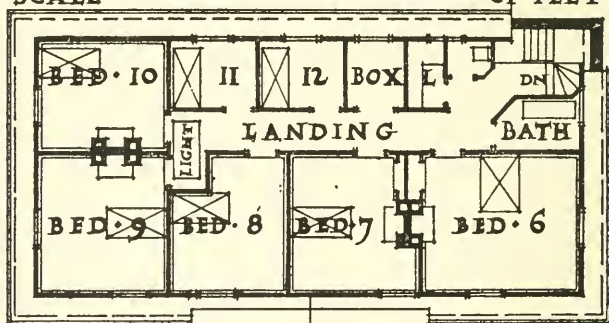 SCALE OF FEET
BED · 10
11
12
BOX
L
DN
LANDING
BATH
LIGHT
BED · 9
BED · 8
BED · 7
BED · 6